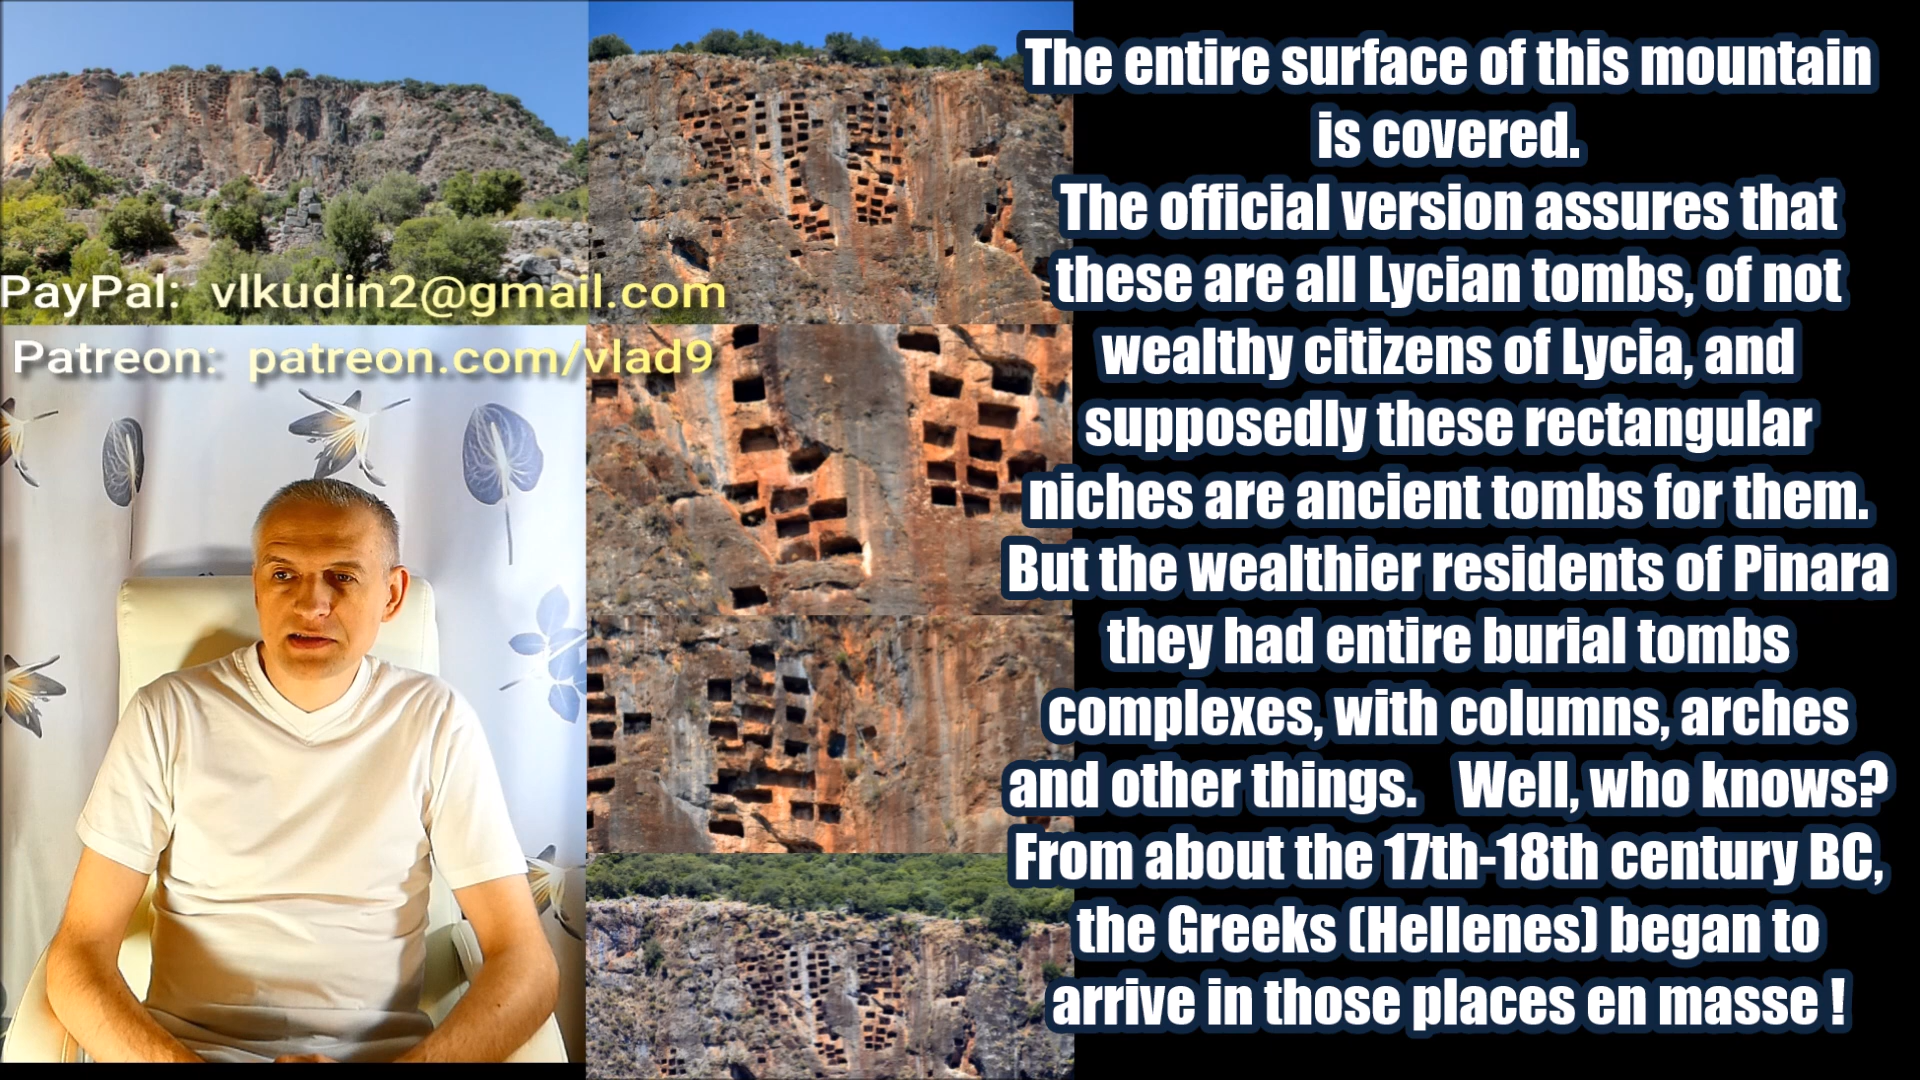 PayPal: vlkudin2@gmail.com
Patreon: patreon.com/vlad9
The entire surface of this mountain
is covered.
The official version assures that
these are all Lycian tombs, of not
wealthy citizens of Lycia, and
supposedly these rectangular
niches are ancient tombs for them.
But the wealthier residents of Pinara
they had entire burial tombs
complexes, with columns, arches
and other things. Well, who knows?
From about the 17th-18th century BC,
the Greeks (Hellenes) began to
arrive in those places en masse !